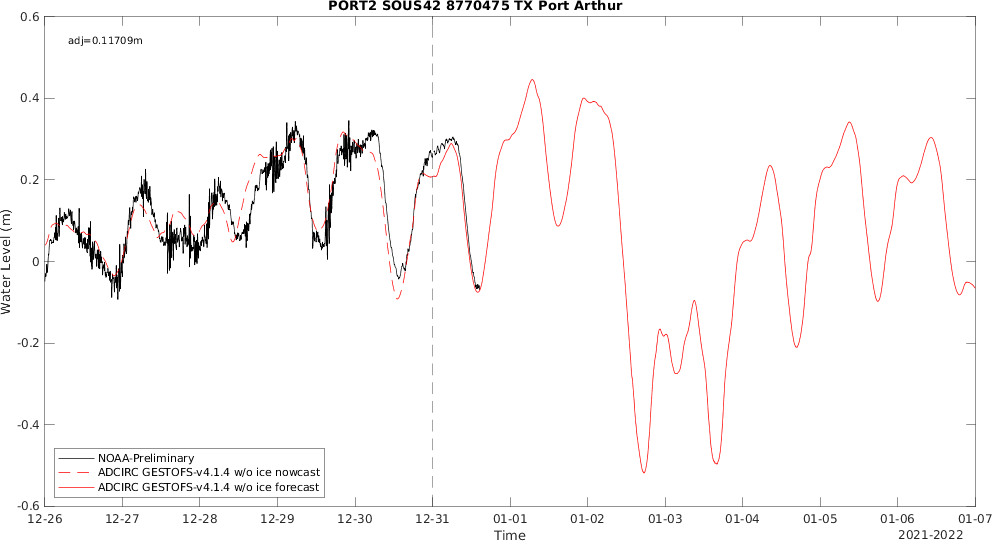 PORT2 SOUS42 8770475 TX Port Arthur
adj=0.11709m
0.6
0.4
0.2
0
-0.2
-0.4
-0.6
Water Level (m)
NOAA-Preliminary
ADCIRC GESTOFS-v4.1.4 w/o ice nowcast
ADCIRC GESTOFS-v4.1.4 w/o ice forecast
12-26 12-27 12-28 12-29 12-30 12-31 01-01 01-02 01-03 01-04 01-05 01-06 01-07
Time
2021-2022